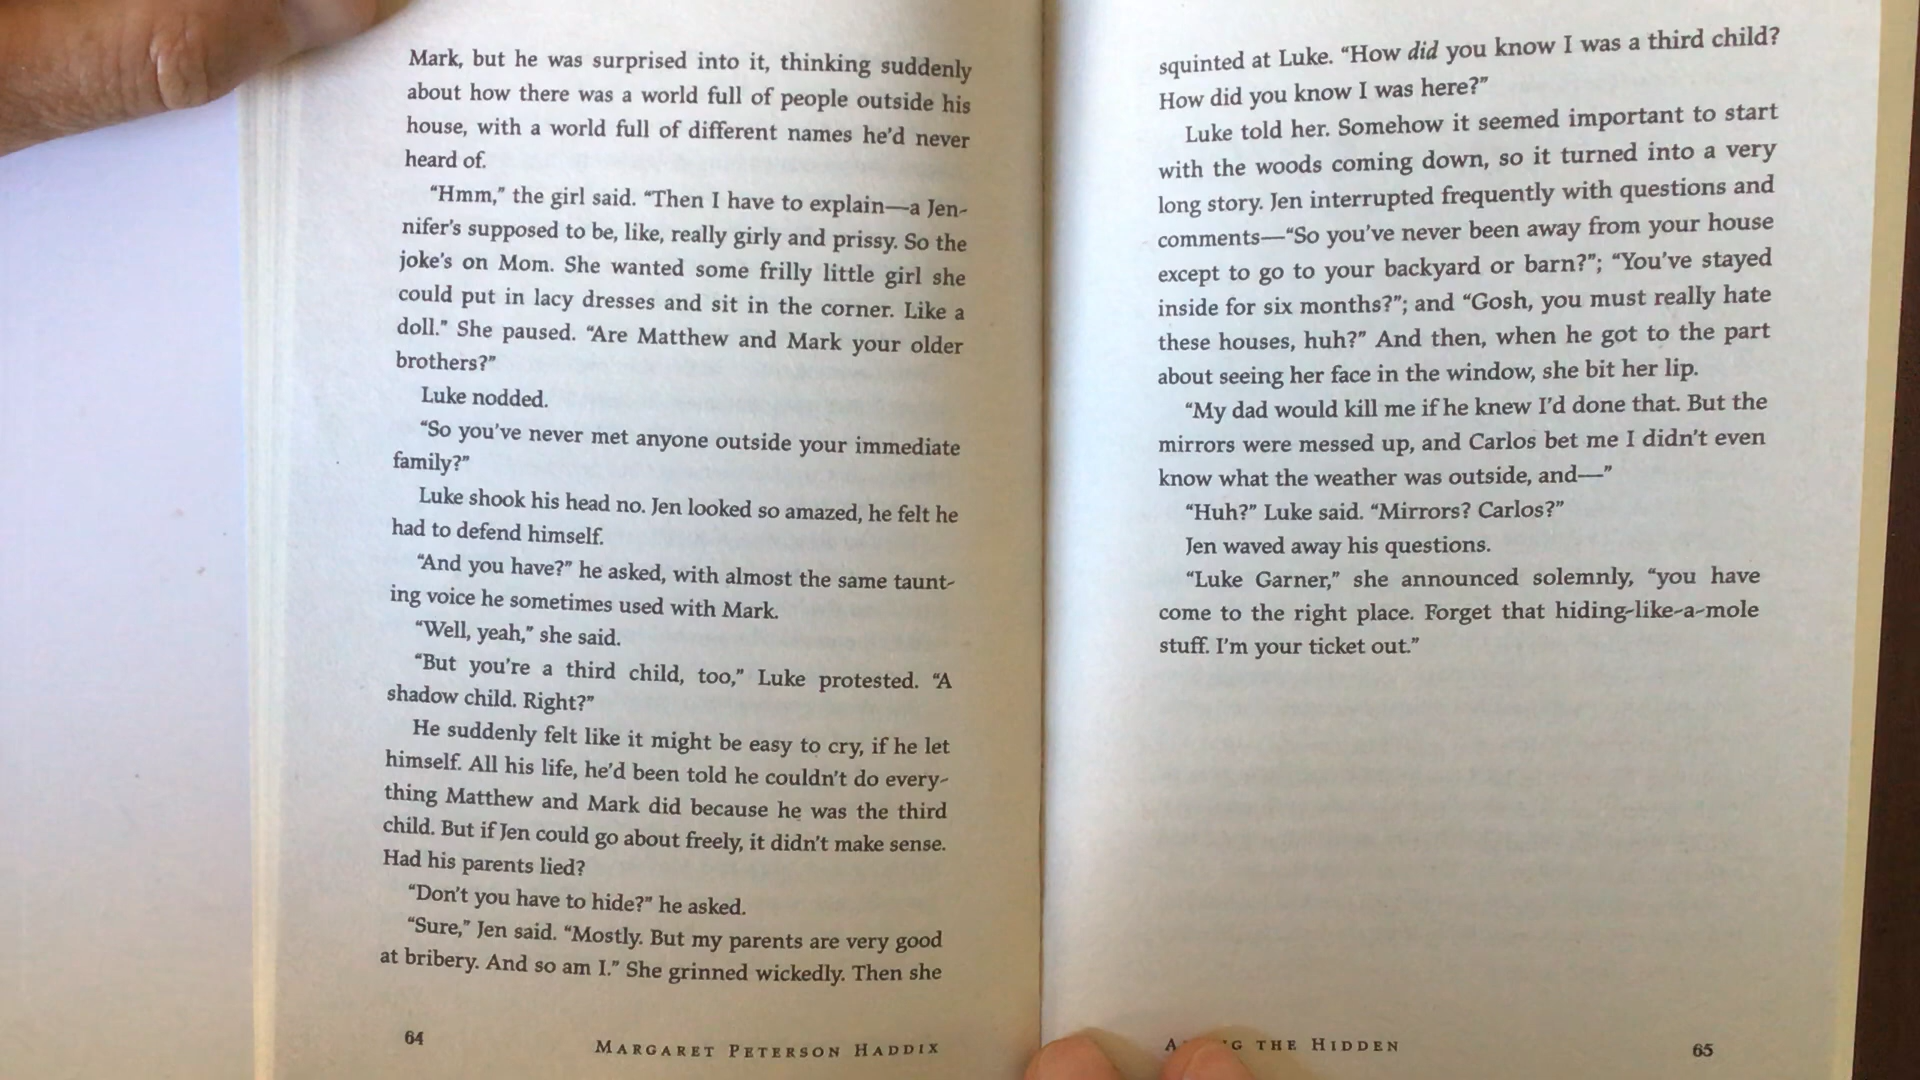 Mark, but he was surprised into it, thinking suddenly
about how there was a world full of people outside his
house, with a world full of different names he'd never
heard of.
“Hmm,” the girl said. “Then I have to explain—a Jen-
nifer's supposed to be, like, really girly and prissy. So the
joke's on Mom. She wanted some frilly little girl she
could put in lacy dresses and sit in the corner. Like a
doll.” She paused. “Are Matthew and Mark your older
brothers?”
Luke nodded.
“So you've never met anyone outside your immediate
family?”
Luke shook his head no. Jen looked so amazed, he felt he
had to defend himself.
“And you have?” he asked, with almost the same taunt-
ing voice he sometimes used with Mark.
“Well, yeah,” she said.
“But you're a third child, too,” Luke protested. “A
shadow child. Right?”
He suddenly felt like it might be easy to cry, if he let
himself. All his life, he'd been told he couldn't do every-
thing Matthew and Mark did because he was the third
child. But if Jen could go about freely, it didn't make sense.
Had his parents lied?
“Don't you have to hide?” he asked.
“Sure,” Jen said. “Mostly. But my parents are very good
at bribery. And so am I.” She grinned wickedly. Then she
64 MARGARET PETERSON HADDIX
squinted at Luke. “How did you know I was a third child?
How did you know I was here?”
Luke told her. Somehow it seemed important to start
with the woods coming down, so it turned into a very
long story. Jen interrupted frequently with questions and
comments—“So you've never been away from your house
except to go to your backyard or barn?”; “You've stayed
inside for six months?”; and “Gosh, you must really hate
these houses, huh?” And then, when he got to the part
about seeing her face in the window, she bit her lip.
“My dad would kill me if he knew I'd done that. But the
mirrors were messed up, and Carlos bet me I didn't even
know what the weather was outside, and—”
“Huh?” Luke said. “Mirrors? Carlos?”
Jen waved away his questions.
“Luke Garner,” she announced solemnly, “you have
come to the right place. Forget that hiding-like-a-mole
stuff. I'm your ticket out.”
THE HIDDEN 65